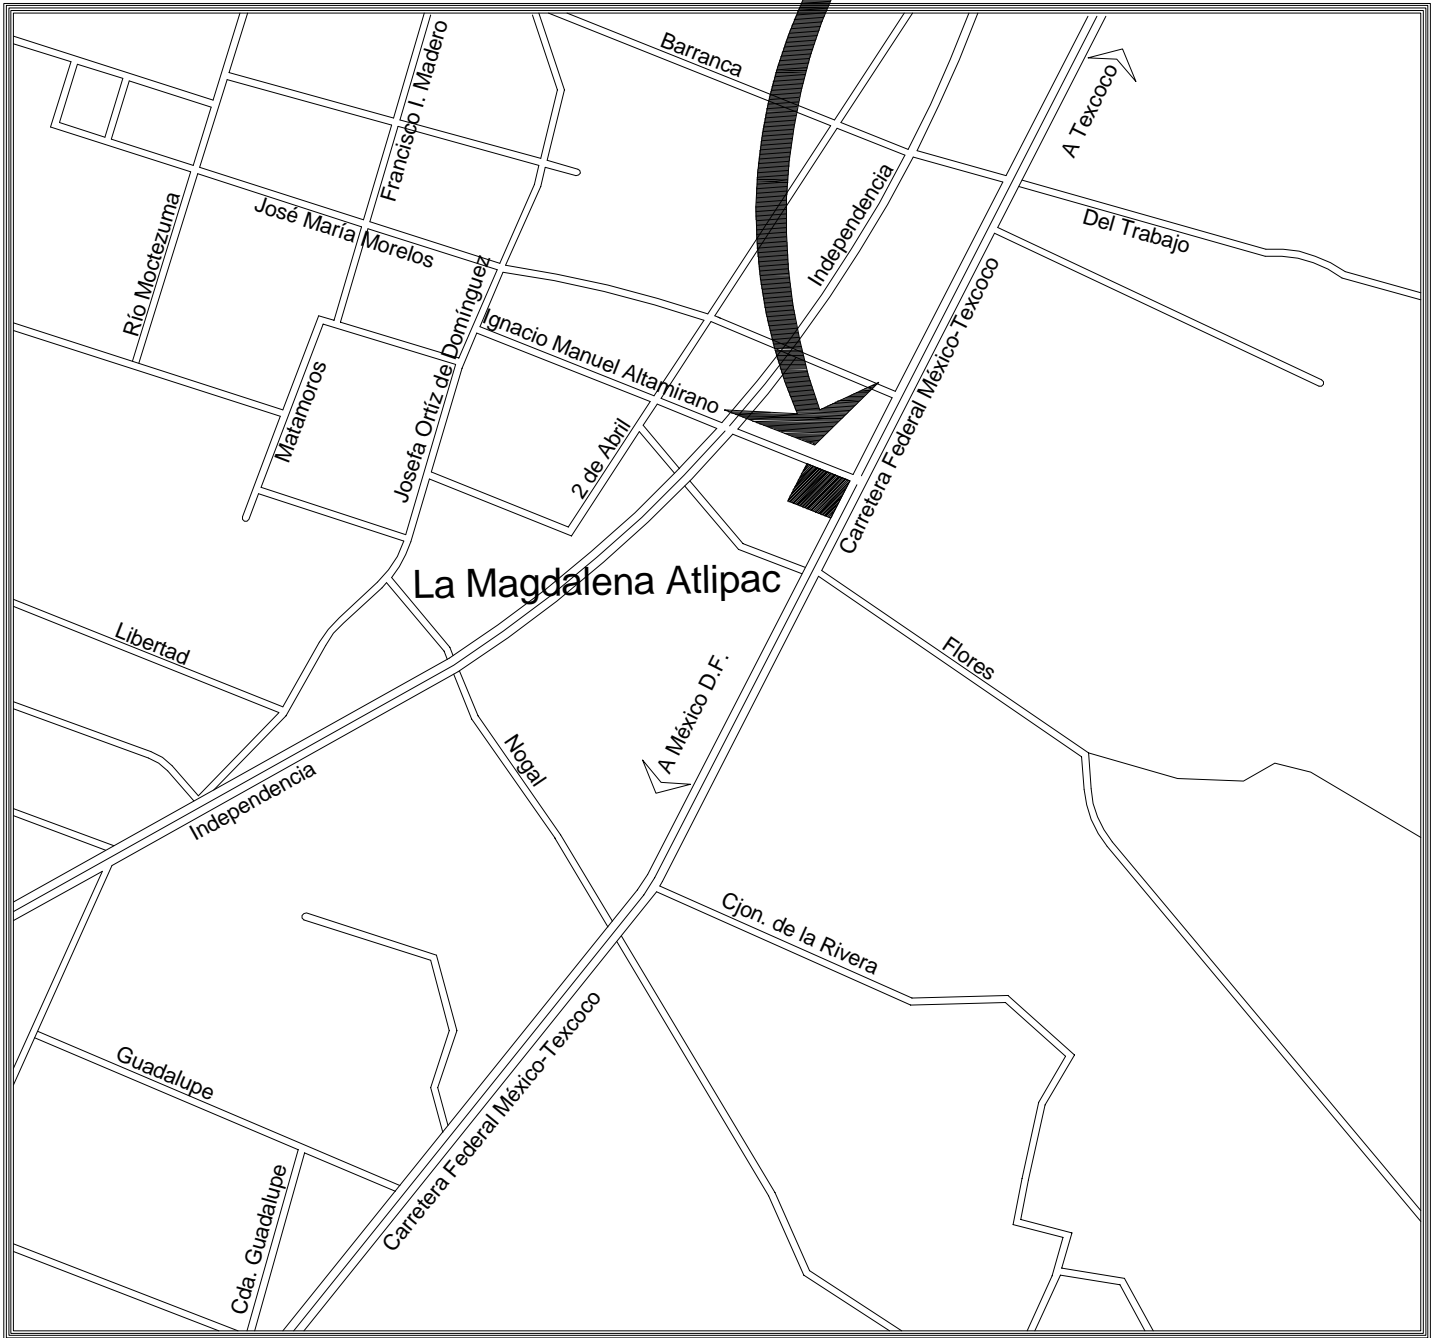 Barranca
Francisco I. Madero
A Texcoco
Río Moctezuma
José María Morelos
Independencia
Del Trabajo
Josefa Ortíz de Domínguez
Ignacio Manuel Altamirano
Carretera Federal México-Texcoco
Matamoros
2 de Abril
La Magdalena Atlipac
Libertad
Flores
A México D.F.
Nogal
Independencia
Cjon. de la Rivera
Carretera Federal México-Texcoco
Guadalupe
Cda. Guadalupe